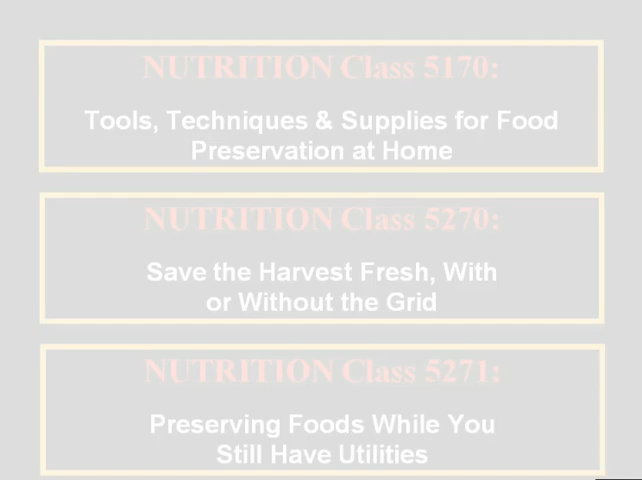 NUTRITION Class 5170:
Tools, Techniques & Supplies for Food
Preservation at Home
NUTRITION Class 5270:
Save the Harvest Fresh, With
or Without the Grid
NUTRITION Class 5271:
Preserving Foods While You
Still Have Utilities